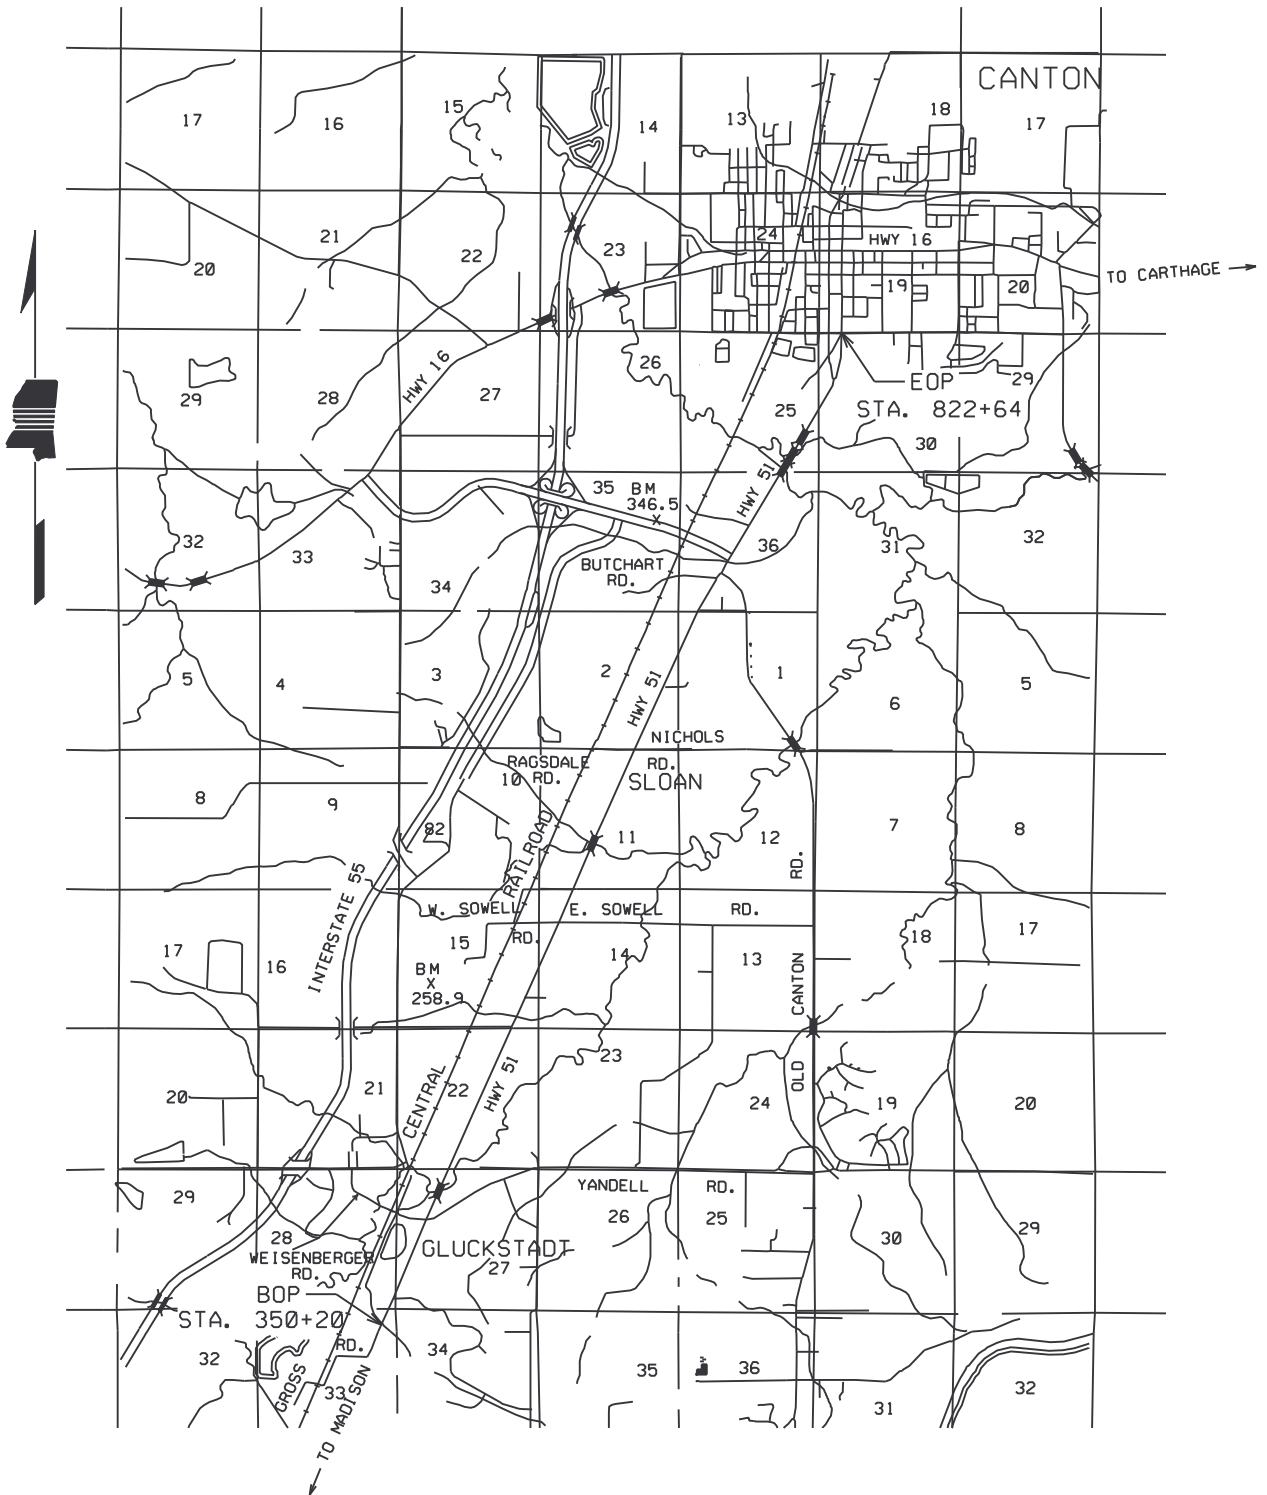 CANTON
17
16
15
14
13
18
17
20
21
22
23
24
HWY 16
TO CARTHAGE
19
20
29
28
HWY 16
27
26
25
EOP
STA. 822+64
29
30
32
33
34
35
BM
346.5
X
HWY 51
36
31
32
BUTCHART
RD.
5
4
3
2
HWY 51
1
6
5
NICHOLS
RD.
RAGSDALE
10 RD.
SLOAN
8
9
82
11
12
7
8
RAILROAD
RD.
INTERSTATE 55
W. SOWELL
RD.
E. SOWELL
RD.
17
16
15
14
13
18
17
BM
X
258.9
CANTON
20
21
22
23
24
19
20
CENTRAL
HWY 51
OLD
YANDELL
RD.
29
28
27
26
25
30
29
WEISENBERGER
RD.
GLUCKSTADT
BOP
STA. 350+20
32
33
34
35
36
31
32
GROSS
RD.
TO MADISON